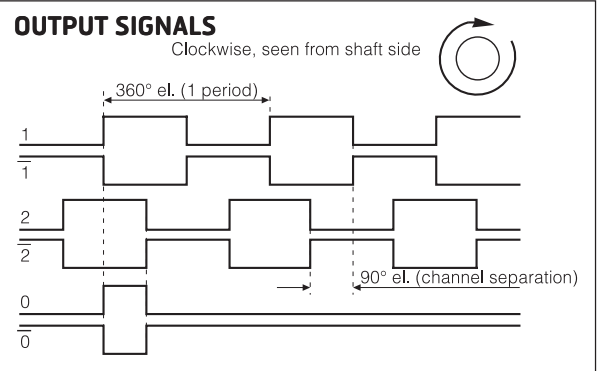 OUTPUT SIGNALS
Clockwise, seen from shaft side
360° el. (1 period)
1
1̅
2
2̅
90° el. (channel separation)
0
0̅